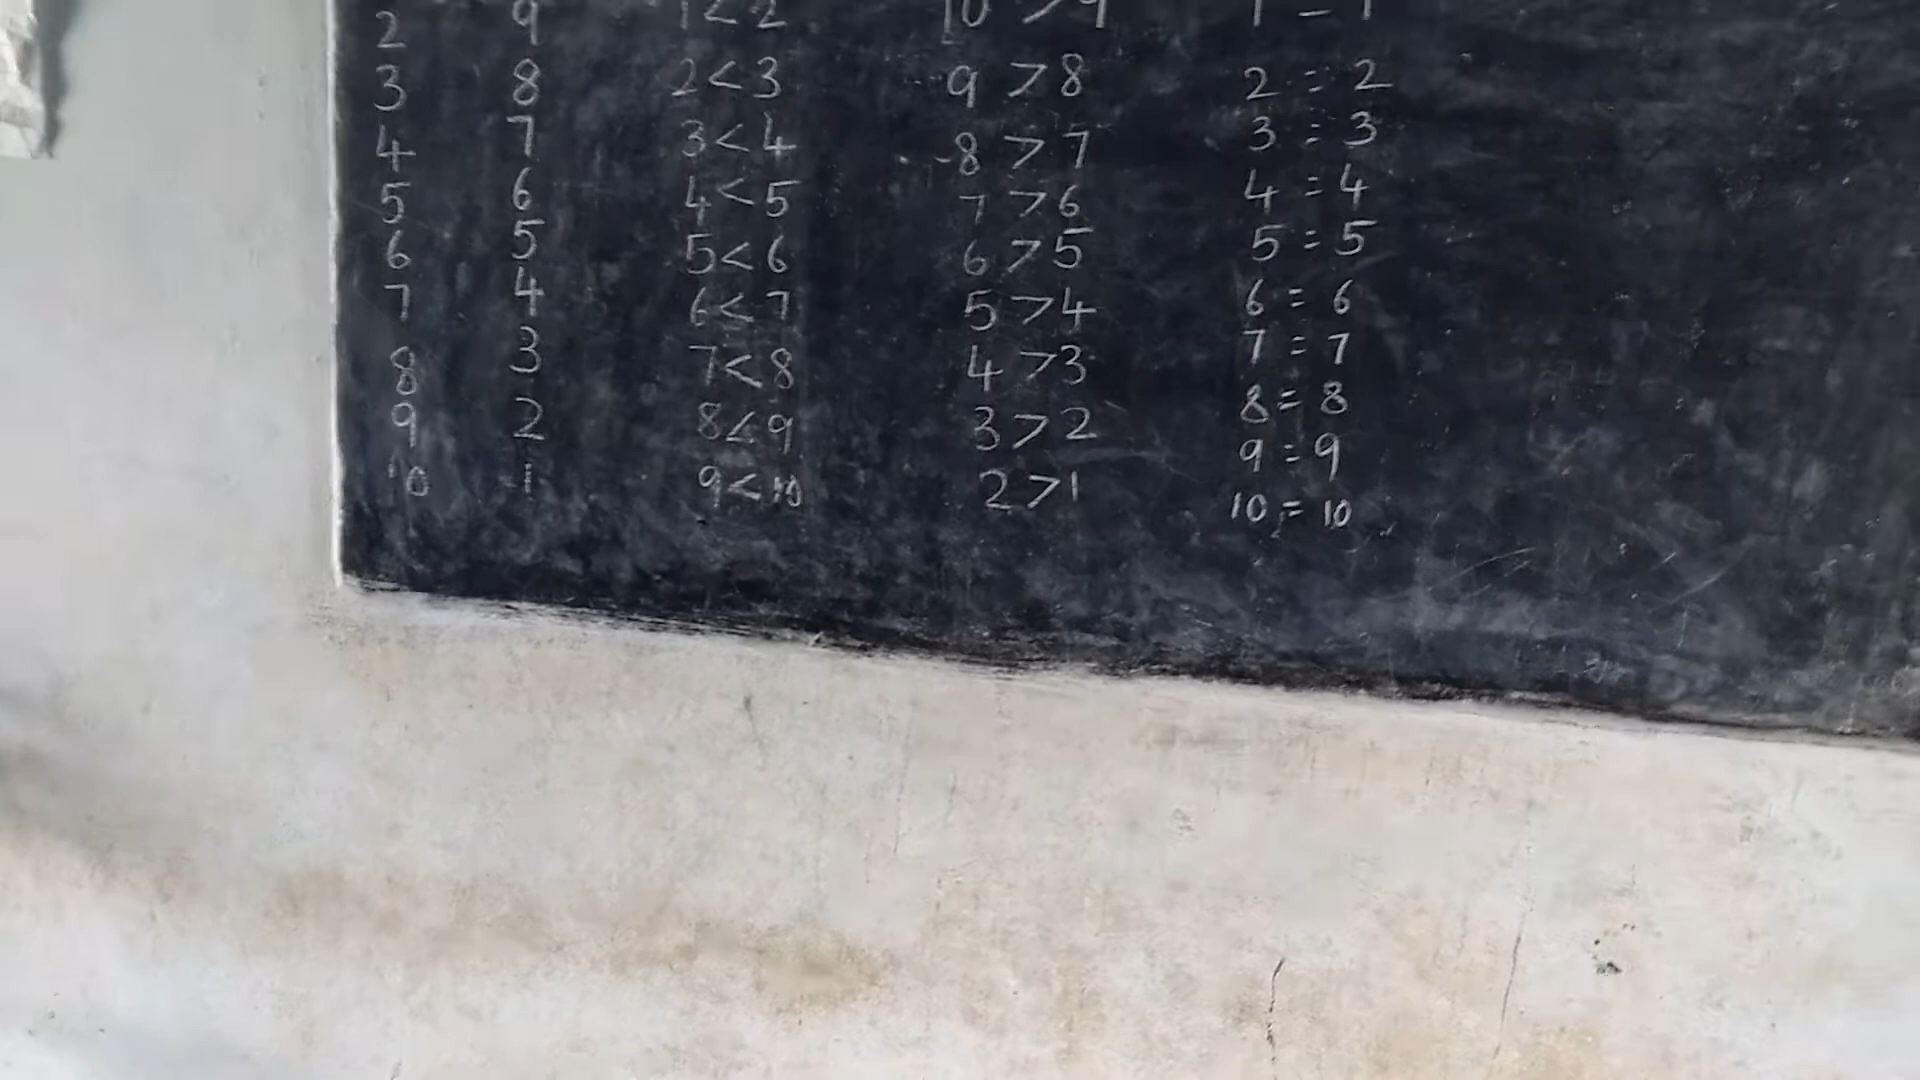 2 9 1 < 2 10 > 9 1 = 1
3 8 2 < 3 9 > 8 2 = 2
4 7 3 < 4 8 > 7 3 = 3
5 6 4 < 5 7 > 6 4 = 4
6 5 5 < 6 6 > 5 5 = 5
7 4 6 < 7 5 > 4 6 = 6
8 3 7 < 8 4 > 3 7 = 7
9 2 8 < 9 3 > 2 8 = 8
10 1 9 < 10 2 > 1 9 = 9
10 = 10